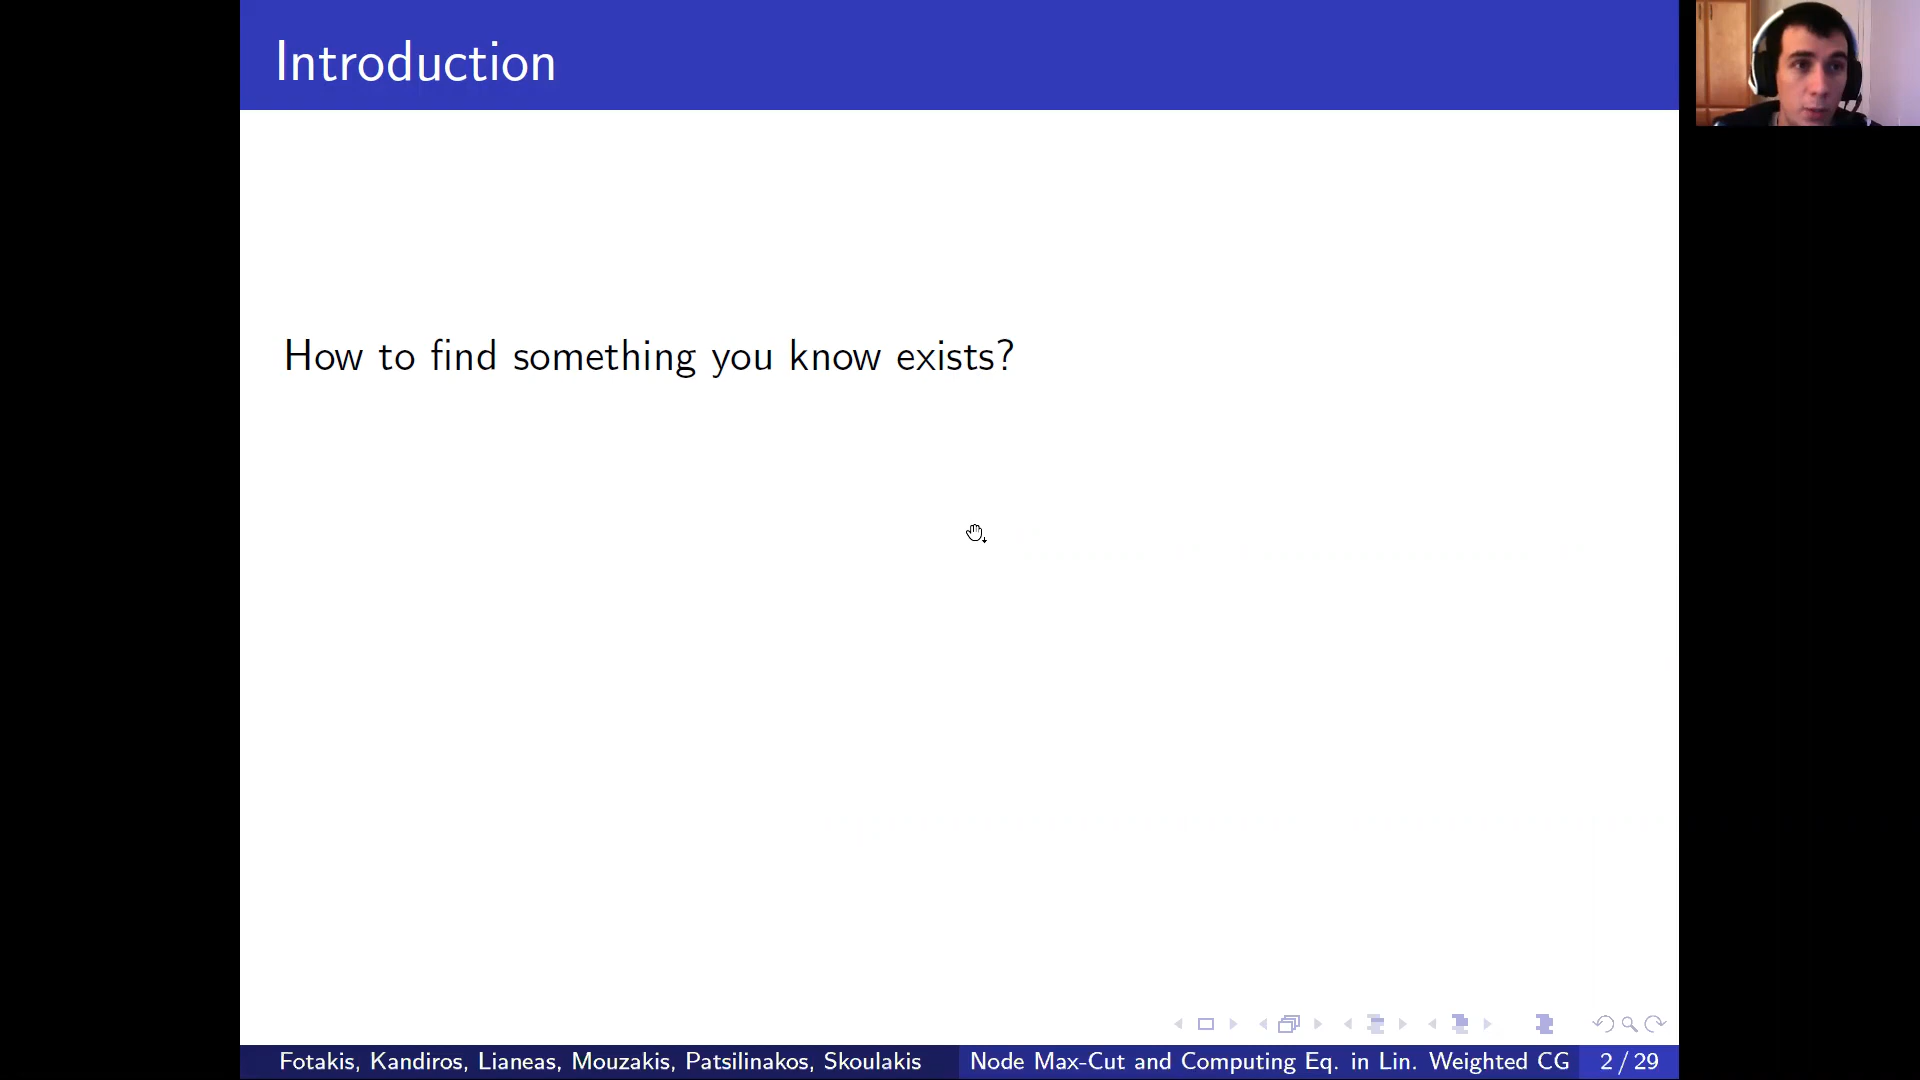 Introduction
How to find something you know exists?
Fotakis, Kandiros, Lianeas, Mouzakis, Patsilinakos, Skoulakis
Node Max-Cut and Computing Eq. in Lin. Weighted CG
2 / 29